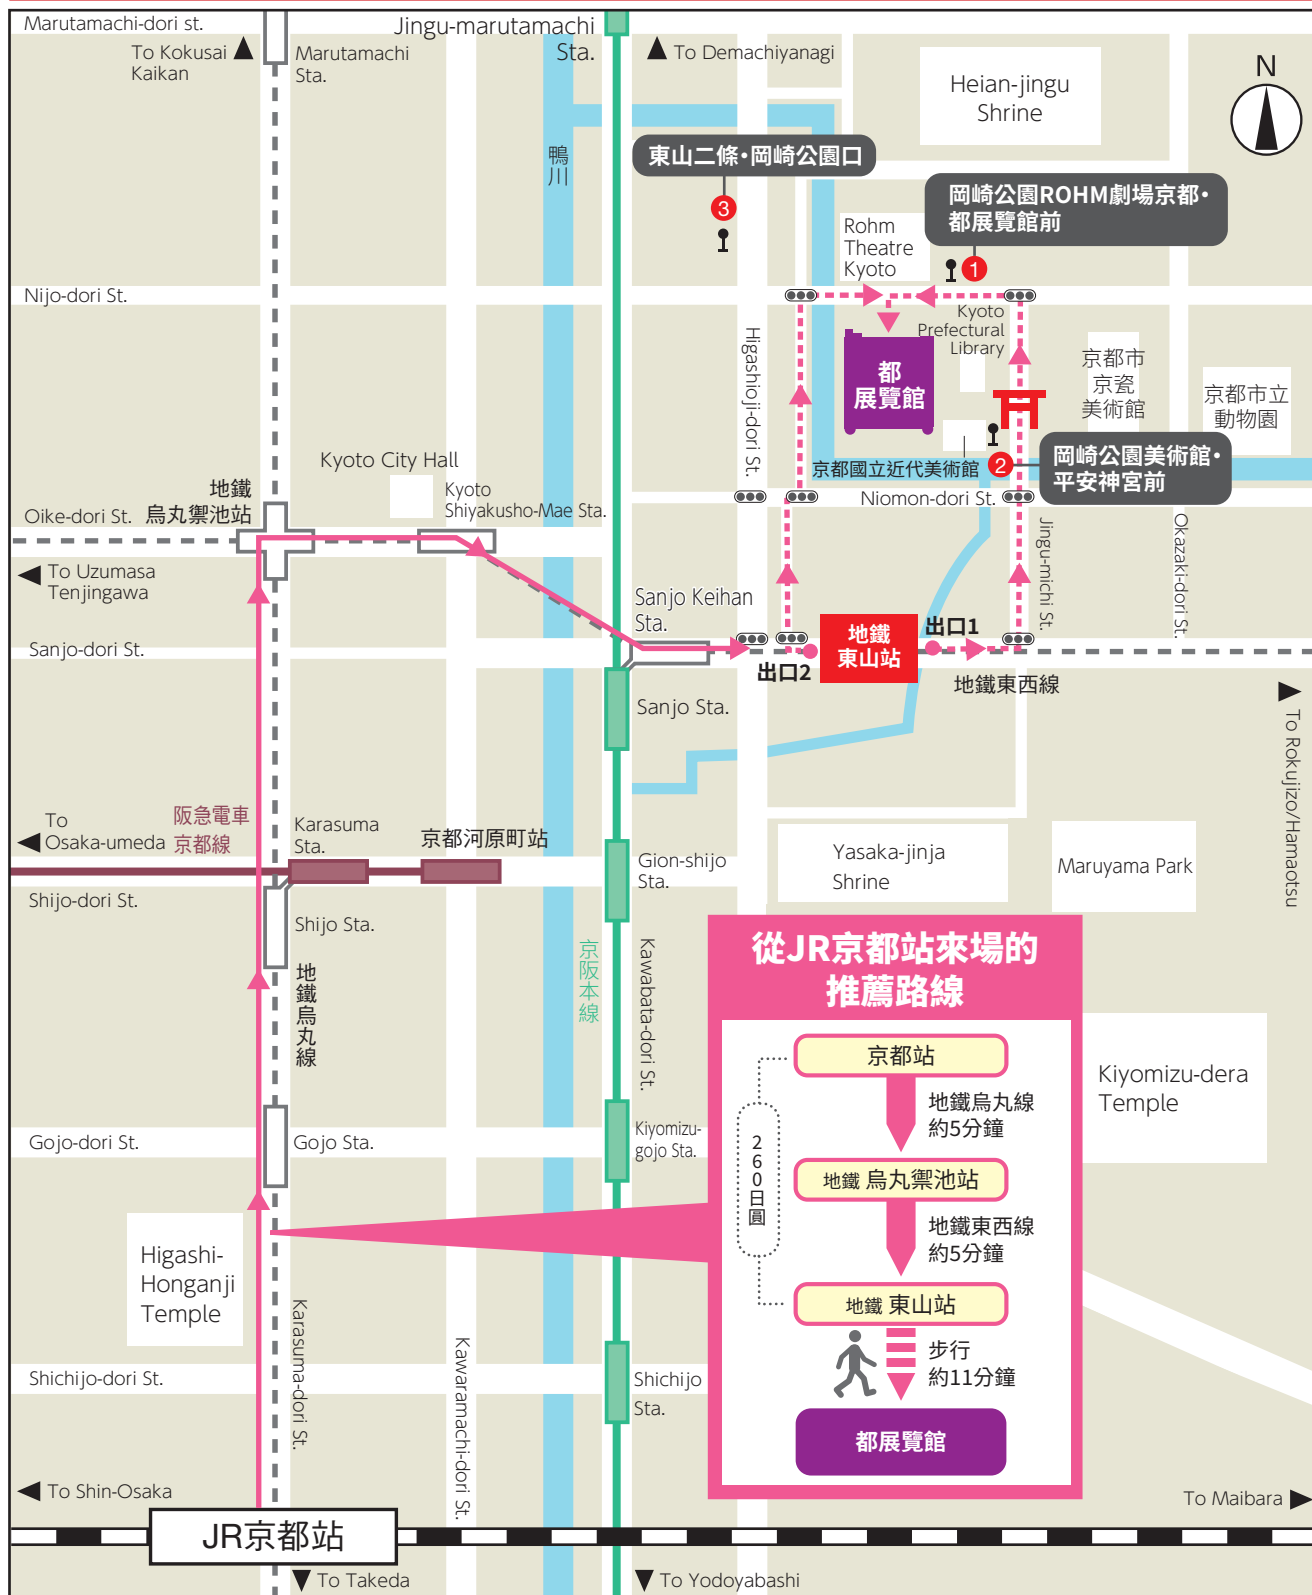 Marutamachi-dori st.
To Kokusai
Kaikan
Marutamachi
Sta.
Jingu-marutamachi
Sta.
To Demachiyanagi
Heian-jingu
Shrine
N
鴨川
東山二條・岡崎公園口
3
岡崎公園ROHM劇場京都・
都展覽館前
1
Rohm
Theatre
Kyoto
Nijo-dori St.
Kyoto
Prefectural
Library
Higashioji-dori St.
都
展覽館
京都市
京瓷
美術館
京都市立
動物園
京都國立近代美術館
2
岡崎公園美術館・
平安神宮前
Kyoto City Hall
Kyoto
Shiyakusho-Mae Sta.
地鐵
烏丸禦池站
Oike-dori St.
Niomon-dori St.
Jingu-michi St.
Okazaki-dori St.
To Uzumasa
Tenjingawa
Sanjo Keihan
Sta.
Sanjo-dori St.
出口2
地鐵
東山站
出口1
地鐵東西線
Sanjo Sta.
To Rokujizo/Hamaotsu
To
Osaka-umeda
阪急電車
京都線
Karasuma
Sta.
京都河原町站
Gion-shijo
Sta.
Yasaka-jinja
Shrine
Maruyama Park
Shijo-dori St.
Shijo Sta.
地鐵烏丸線
京阪本線
Kawabata-dori St.
從JR京都站來場的
推薦路線
京都站
地鐵烏丸線
約5分鐘
260日圓
地鐵 烏丸禦池站
地鐵東西線
約5分鐘
地鐵 東山站
步行
約11分鐘
都展覽館
Kiyomizu-dera
Temple
Gojo-dori St.
Gojo Sta.
Kiyomizu-
gojo Sta.
Higashi-
Honganji
Temple
Karasuma-dori St.
Kawaramachi-dori St.
Shichijo-dori St.
Shichijo
Sta.
To Shin-Osaka
To Maibara
JR京都站
To Takeda
To Yodoyabashi